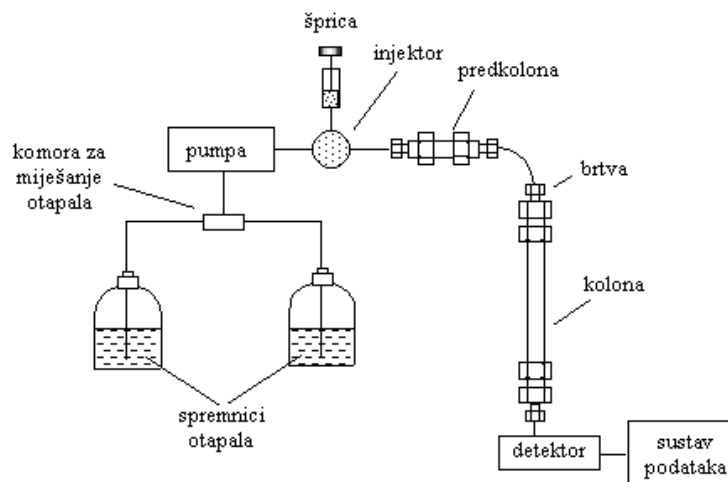 šprica
injektor
predkolona
pumpa
komora za
miješanje
otapala
brtva
kolona
spremnici
otapala
detektor
sustav
podataka